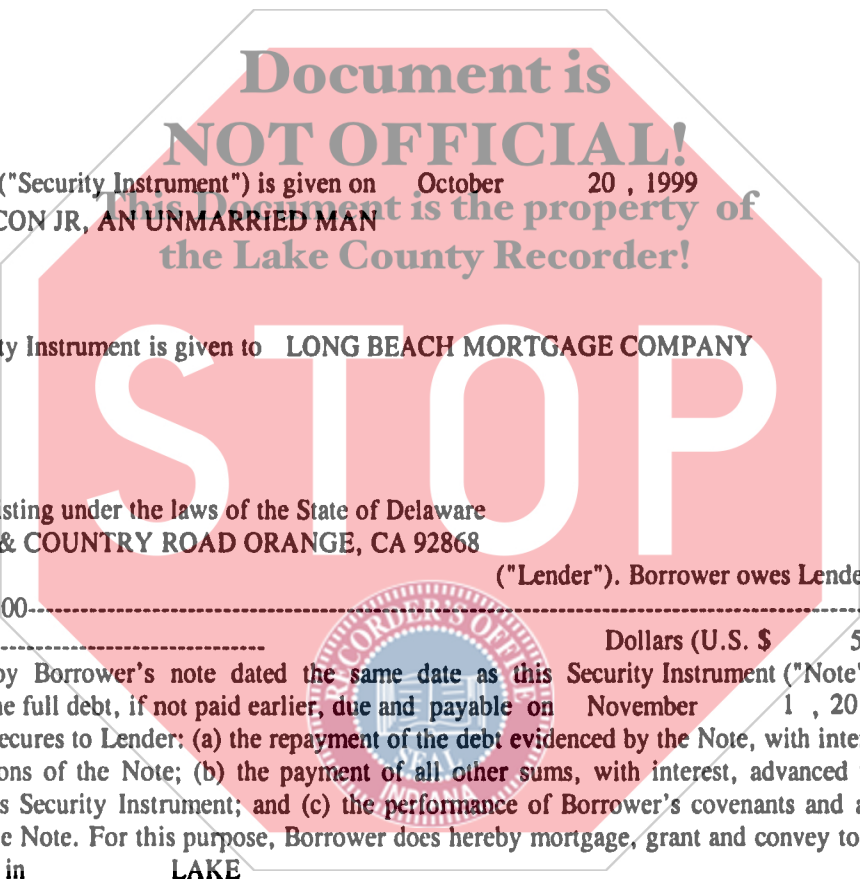 Document is
NOT OFFICIAL!
("Security Instrument") is given on October 20 , 1999
This Document is the property of
CON JR, AN UNMARRIED MAN
the Lake County Recorder!
ty Instrument is given to LONG BEACH MORTGAGE COMPANY
STOP
isting under the laws of the State of Delaware
& COUNTRY ROAD ORANGE, CA 92868
("Lender"). Borrower owes Lende
00--------------------------------------------------------------------------------
------------------------------ Dollars (U.S. $ 5
by Borrower's note dated the same date as this Security Instrument ("Note"
he full debt, if not paid earlier, due and payable on November 1 , 20
ecures to Lender: (a) the repayment of the debt evidenced by the Note, with inte
ons of the Note; (b) the payment of all other sums, with interest, advanced
s Security Instrument; and (c) the performance of Borrower's covenants and a
e Note. For this purpose, Borrower does hereby mortgage, grant and convey to
in LAKE
RECORDER'S OFFICE
SEAL
INDIANA